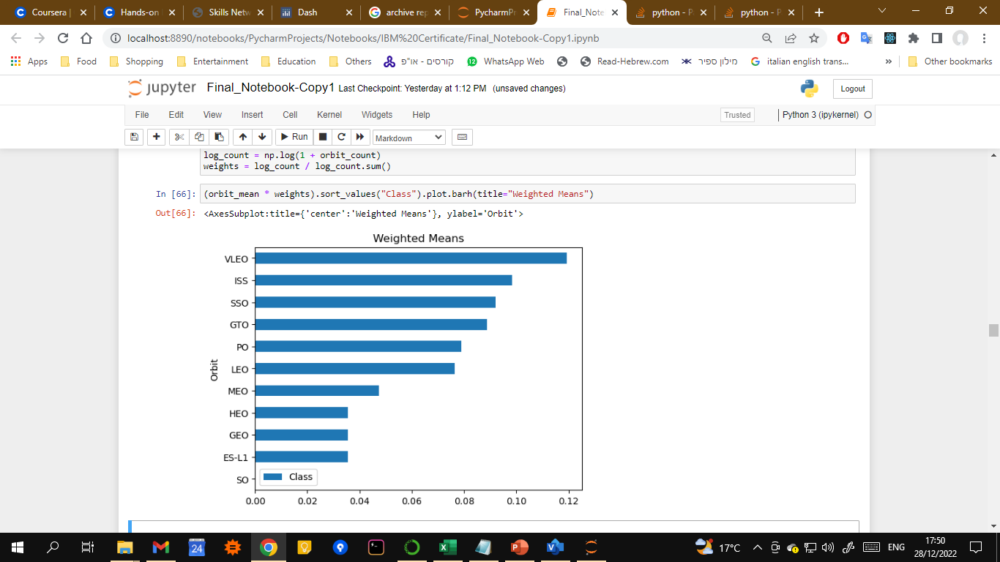 Coursera |
Hands-on
Skills Netw
Dash
archive rep
PycharmPr
Final_Note
python - P
python - P
localhost:8890/notebooks/PycharmProjects/Notebooks/IBM%20Certificate/Final_Notebook-Copy1.ipynb
Apps Food Shopping Entertainment Education Others קורסים - או"פ WhatsApp Web Read-Hebrew.com מילון ספיר italian english trans... » Other bookmarks
jupyter Final_Notebook-Copy1 Last Checkpoint: Yesterday at 1:12 PM (unsaved changes) Logout
File Edit View Insert Cell Kernel Widgets Help Trusted Python 3 (ipykernel)
Run Markdown
log_count = np.log(1 + orbit_count)
weights = log_count / log_count.sum()
In [66]: (orbit_mean * weights).sort_values("Class").plot.barh(title="Weighted Means")
Out[66]: <AxesSubplot:title={'center':'Weighted Means'}, ylabel='Orbit'>
Weighted Means
VLEO
ISS
SSO
GTO
PO
LEO
MEO
HEO
GEO
ES-L1
SO
Orbit
Class
0.00 0.02 0.04 0.06 0.08 0.10 0.12
24
17°C ENG 17:50
28/12/2022